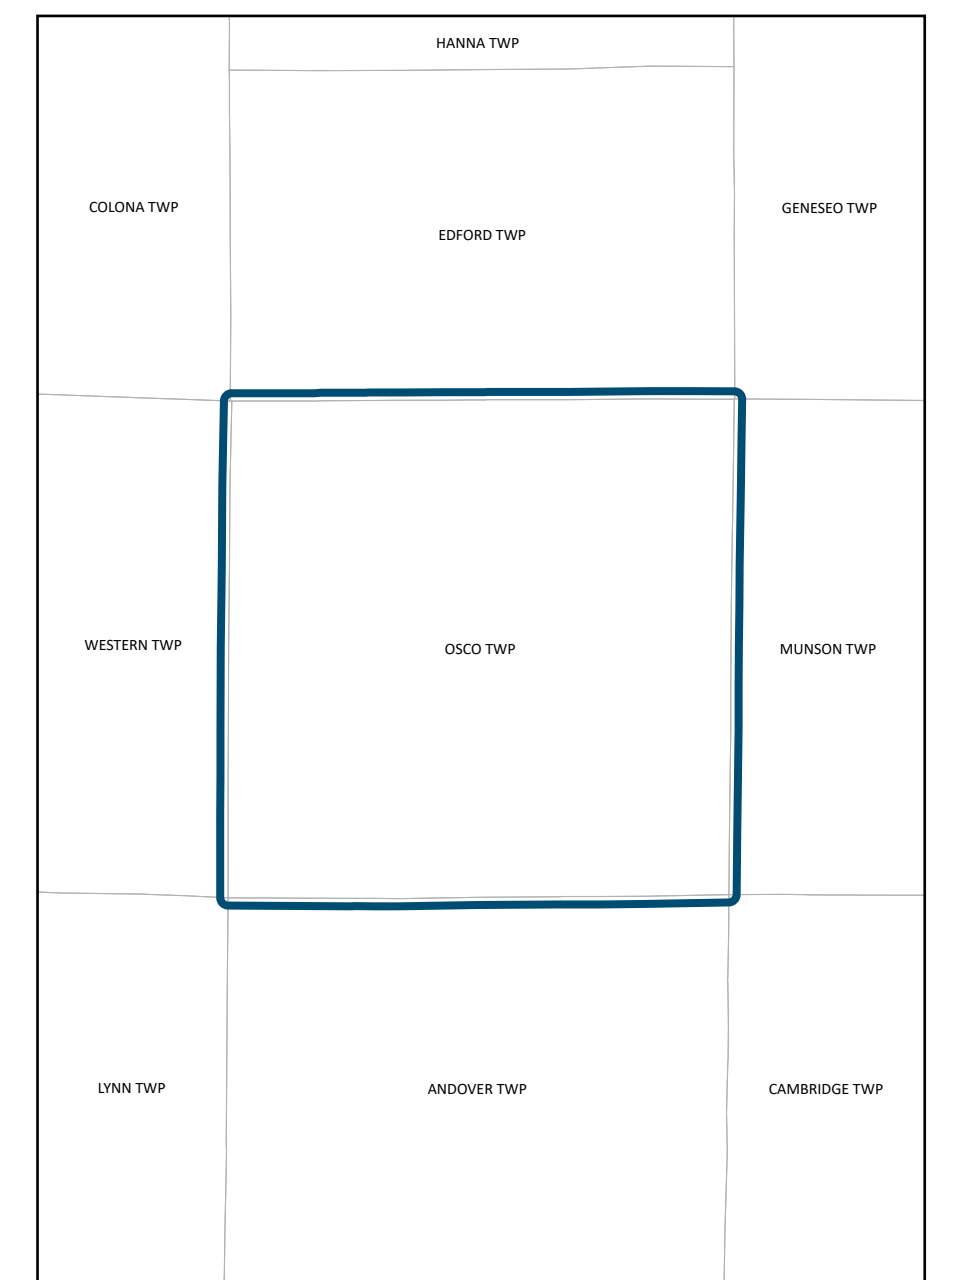 HANNA TWP
COLONA TWP
GENESEO TWP
EDFORD TWP
WESTERN TWP
OSCO TWP
MUNSON TWP
LYNN TWP
ANDOVER TWP
CAMBRIDGE TWP